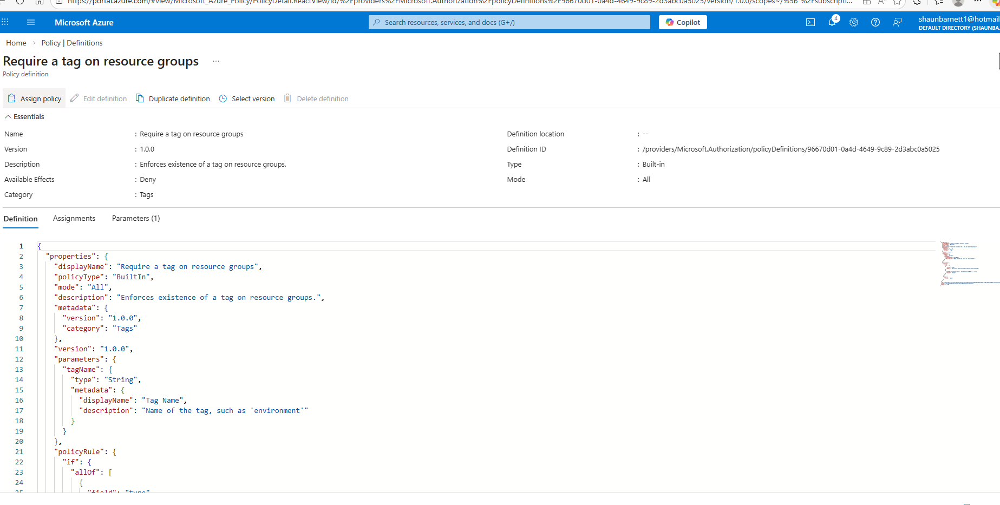 https://portal.azure.com/#view/Microsoft_Azure_Policy/PolicyDetail.ReactView/id/%2Fproviders%2FMicrosoft.Authorization%2FpolicyDefinitions%2F96670d01-0a4d-4649-9c89-2d3abc0a5025/version/1.0.0/scopes~/%5B"%2Fsubscripti...
Microsoft Azure
Search resources, services, and docs (G+/)
Copilot
4
shaunbarnett1@hotmail
DEFAULT DIRECTORY (SHAUNBA
Home > Policy | Definitions
Require a tag on resource groups ...
Policy definition
Assign policy Edit definition Duplicate definition Select version Delete definition
Essentials
Name : Require a tag on resource groups Definition location : --
Version : 1.0.0 Definition ID : /providers/Microsoft.Authorization/policyDefinitions/96670d01-0a4d-4649-9c89-2d3abc0a5025
Description : Enforces existence of a tag on resource groups. Type : Built-in
Available Effects : Deny Mode : All
Category : Tags
Definition Assignments Parameters (1)
1 {
2 "properties": {
3 "displayName": "Require a tag on resource groups",
4 "policyType": "BuiltIn",
5 "mode": "All",
6 "description": "Enforces existence of a tag on resource groups.",
7 "metadata": {
8 "version": "1.0.0",
9 "category": "Tags"
10 },
11 "version": "1.0.0",
12 "parameters": {
13 "tagName": {
14 "type": "String",
15 "metadata": {
16 "displayName": "Tag Name",
17 "description": "Name of the tag, such as 'environment'"
18 }
19 }
20 },
21 "policyRule": {
22 "if": {
23 "allOf": [
24 {
25 "field": "type",